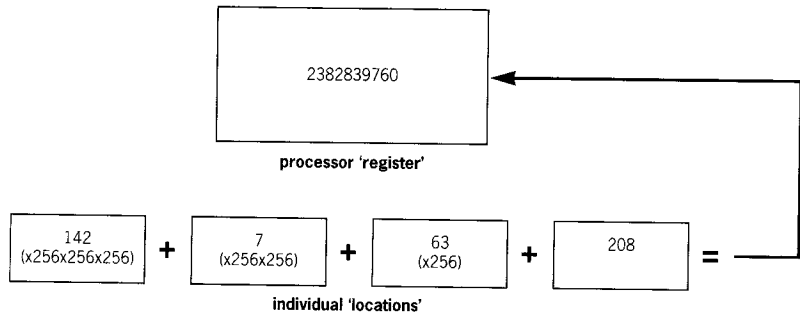 2382839760
processor 'register'
142 + 7 + 63 + 208 =
(x256x256x256) (x256x256) (x256)
individual 'locations'